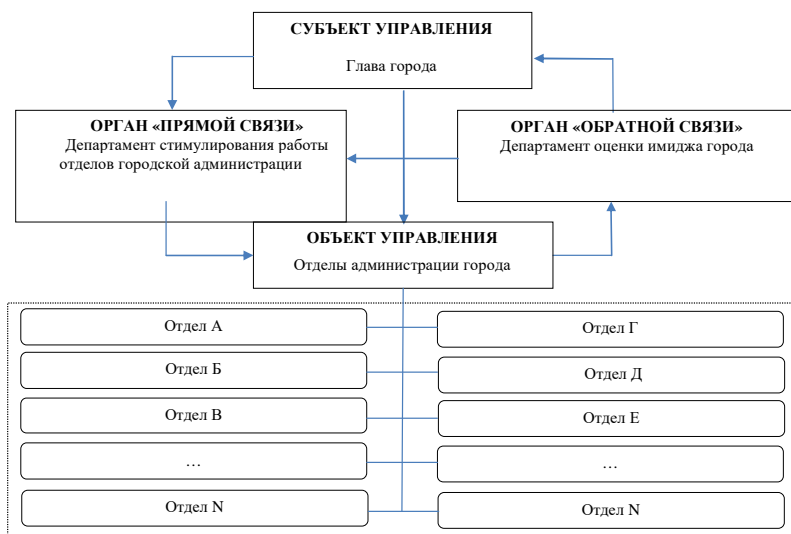 СУБЪЕКТ УПРАВЛЕНИЯ
Глава города
ОРГАН «ПРЯМОЙ СВЯЗИ»
Департамент стимулирования работы
отделов городской администрации
ОРГАН «ОБРАТНОЙ СВЯЗИ»
Департамент оценки имиджа города
ОБЪЕКТ УПРАВЛЕНИЯ
Отделы администрации города
Отдел А
Отдел Г
Отдел Б
Отдел Д
Отдел В
Отдел Е
…
…
Отдел N
Отдел N